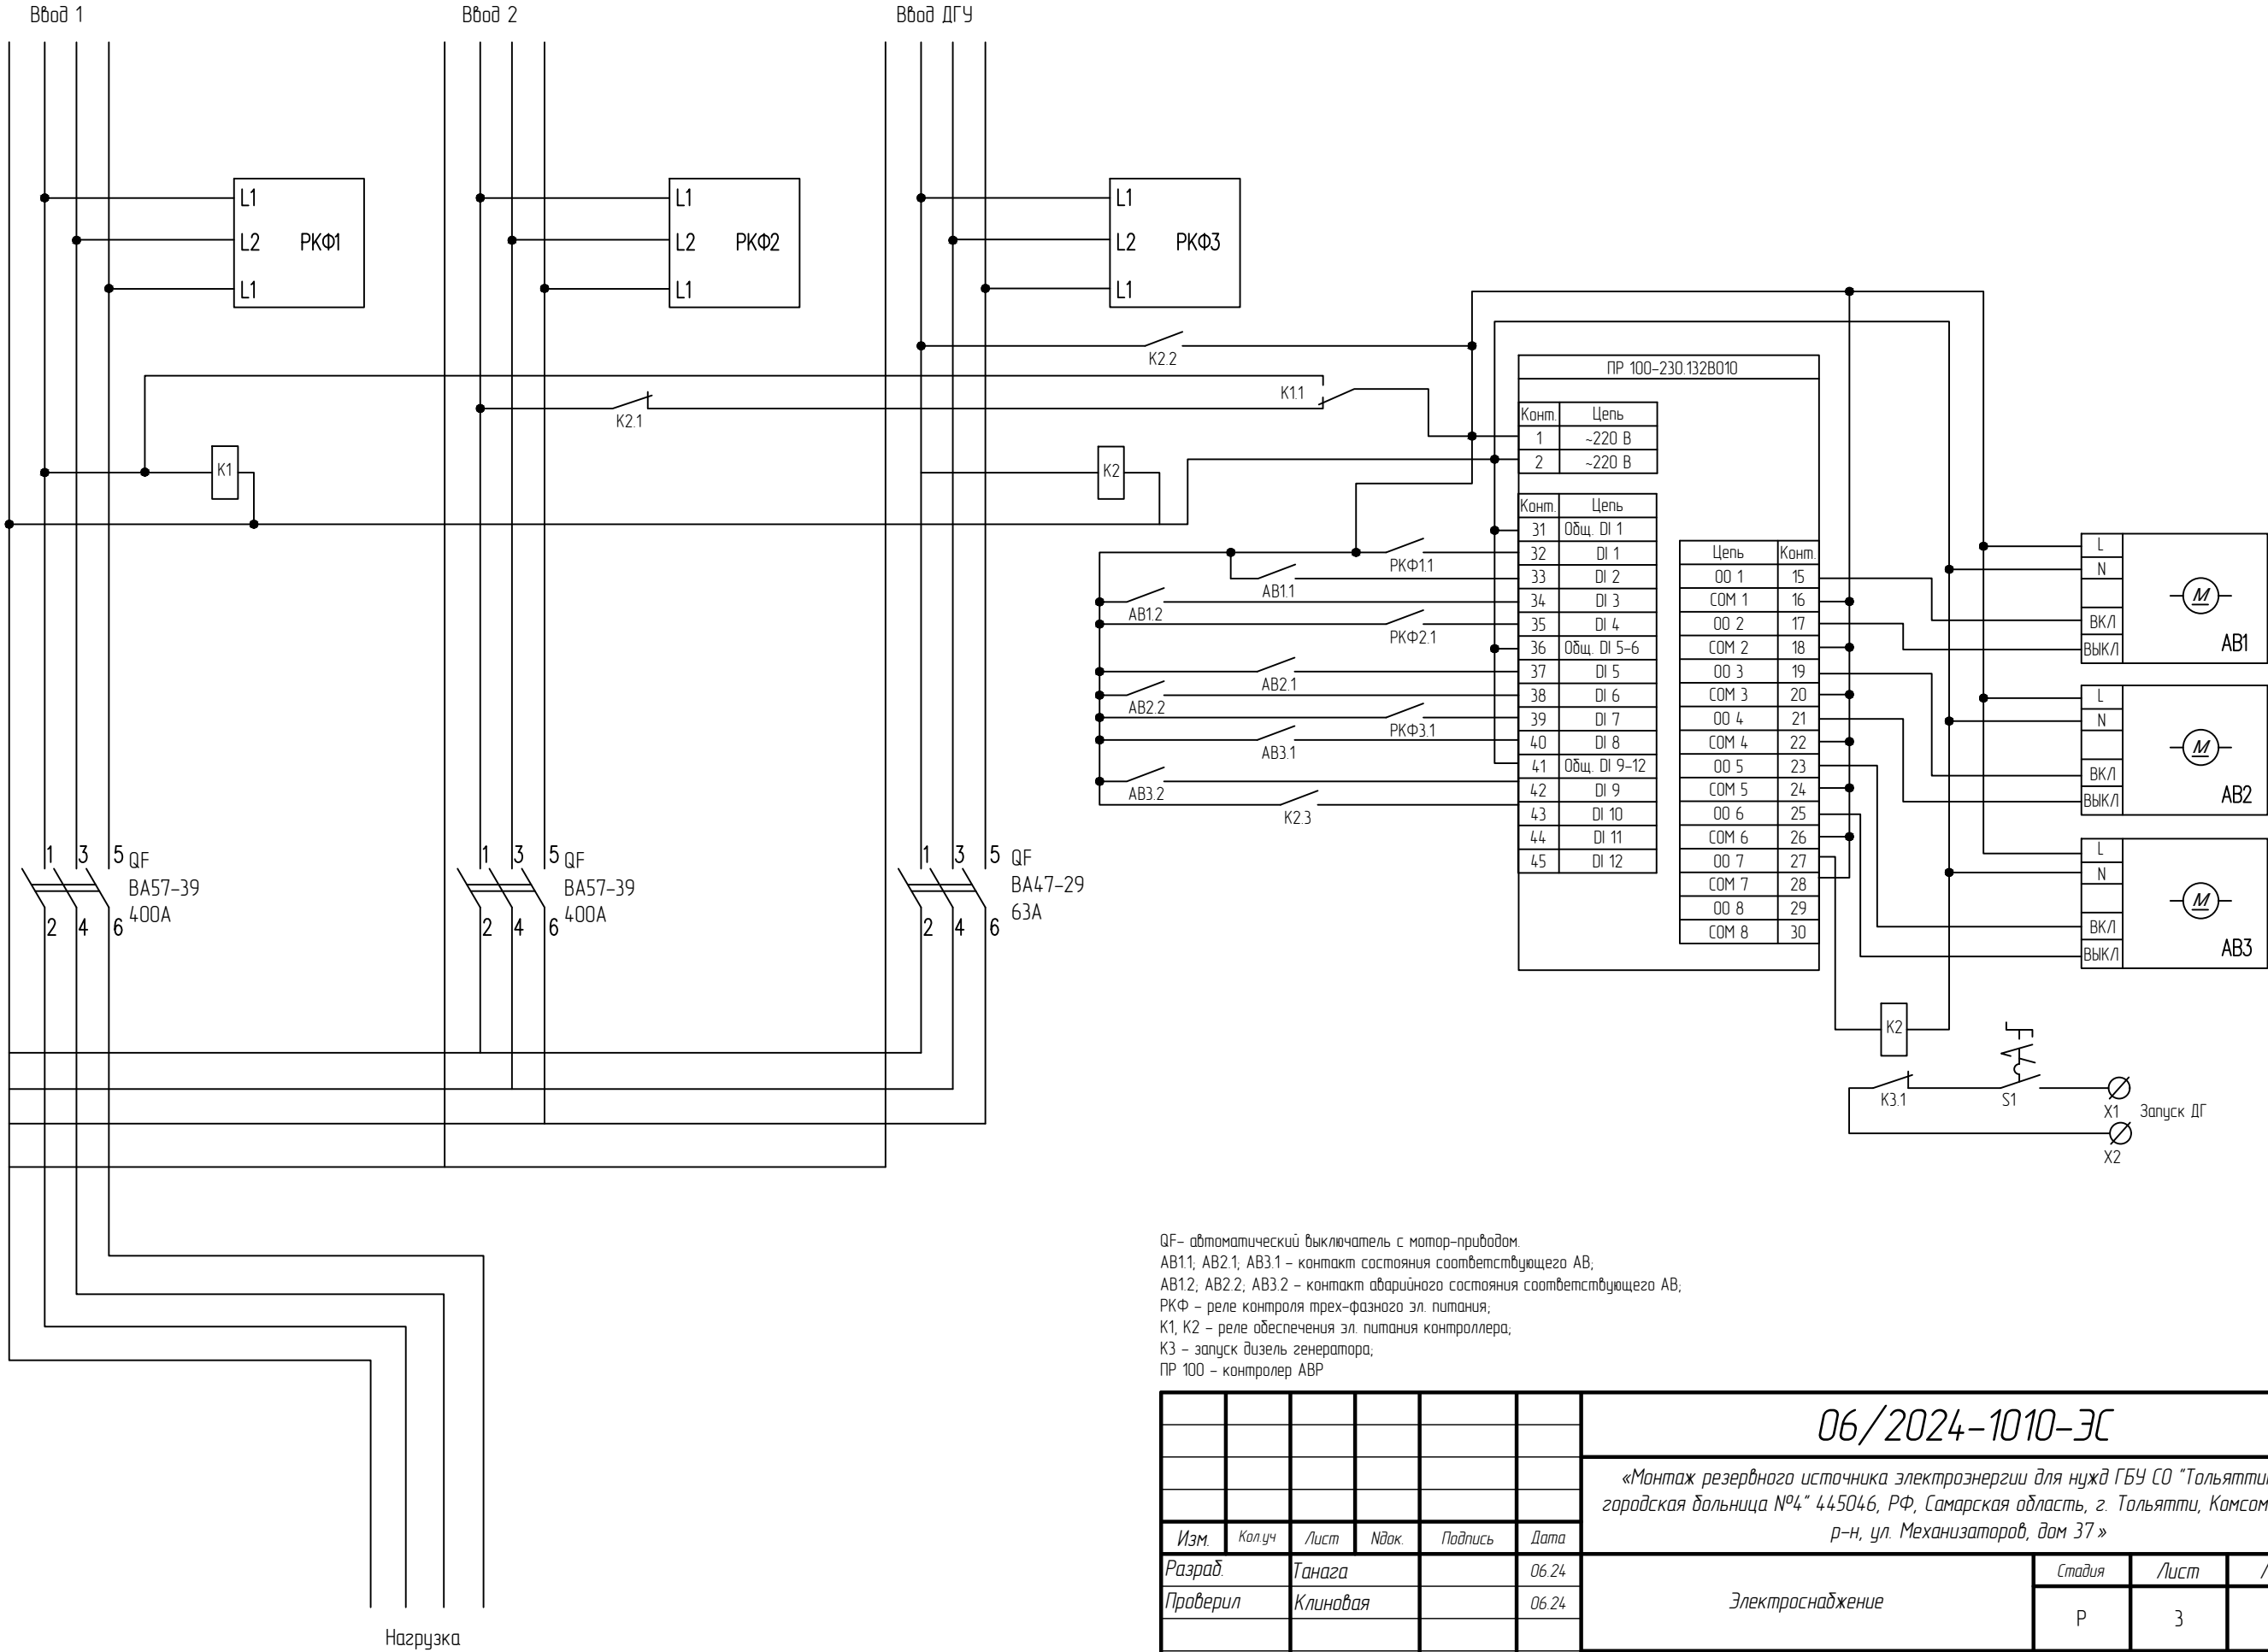 Ввод 1
Ввод 2
Ввод ДГУ
L1
L2
РКФ1
L1
L1
L2
РКФ2
L1
L1
L2
РКФ3
L1
К2.2
К1.1
К2.1
К1
К2
ПР 100-230.132В010
Конт. Цепь
1 ~220 В
2 ~220 В
Конт. Цепь
31 Общ. DI 1
32 DI 1
33 DI 2
34 DI 3
35 DI 4
36 Общ. DI 5-6
37 DI 5
38 DI 6
39 DI 7
40 DI 8
41 Общ. DI 9-12
42 DI 9
43 DI 10
44 DI 11
45 DI 12
Цепь Конт.
ОО 1 15
СОМ 1 16
ОО 2 17
СОМ 2 18
ОО 3 19
СОМ 3 20
ОО 4 21
СОМ 4 22
ОО 5 23
СОМ 5 24
ОО 6 25
СОМ 6 26
ОО 7 27
СОМ 7 28
ОО 8 29
СОМ 8 30
РКФ1.1
АВ1.1
АВ1.2
РКФ2.1
АВ2.1
АВ2.2
РКФ3.1
АВ3.1
АВ3.2
К2.3
L
N
ВКЛ
ВЫКЛ
М
АВ1
L
N
ВКЛ
ВЫКЛ
М
АВ2
L
N
ВКЛ
ВЫКЛ
М
АВ3
1 3 5 QF
ВА57-39
400А
2 4 6
1 3 5 QF
ВА57-39
400А
2 4 6
1 3 5 QF
ВА47-29
63А
2 4 6
К2
К3.1
S1
Х1
Запуск ДГ
Х2
QF- автоматический выключатель с мотор-приводом.
АВ1.1; АВ2.1; АВ3.1 - контакт состояния соответствующего АВ;
АВ1.2; АВ2.2; АВ3.2 - контакт аварийного состояния соответствующего АВ;
РКФ - реле контроля трех-фазного эл. питания;
К1, К2 - реле обеспечения эл. питания контроллера;
К3 - запуск дизель генератора;
ПР 100 - контролер АВР
06/2024-1010-ЭС
«Монтаж резервного источника электроэнергии для нужд ГБУ СО "Тольятти
городская больница №4" 445046, РФ, Самарская область, г. Тольятти, Комсом
р-н, ул. Механизаторов, дом 37»
Изм. Кол.уч Лист Nдок. Подпись Дата
Разраб. Танага 06.24
Проверил Клиновая 06.24
Электроснабжение
Стадия Лист
Р 3
Нагрузка